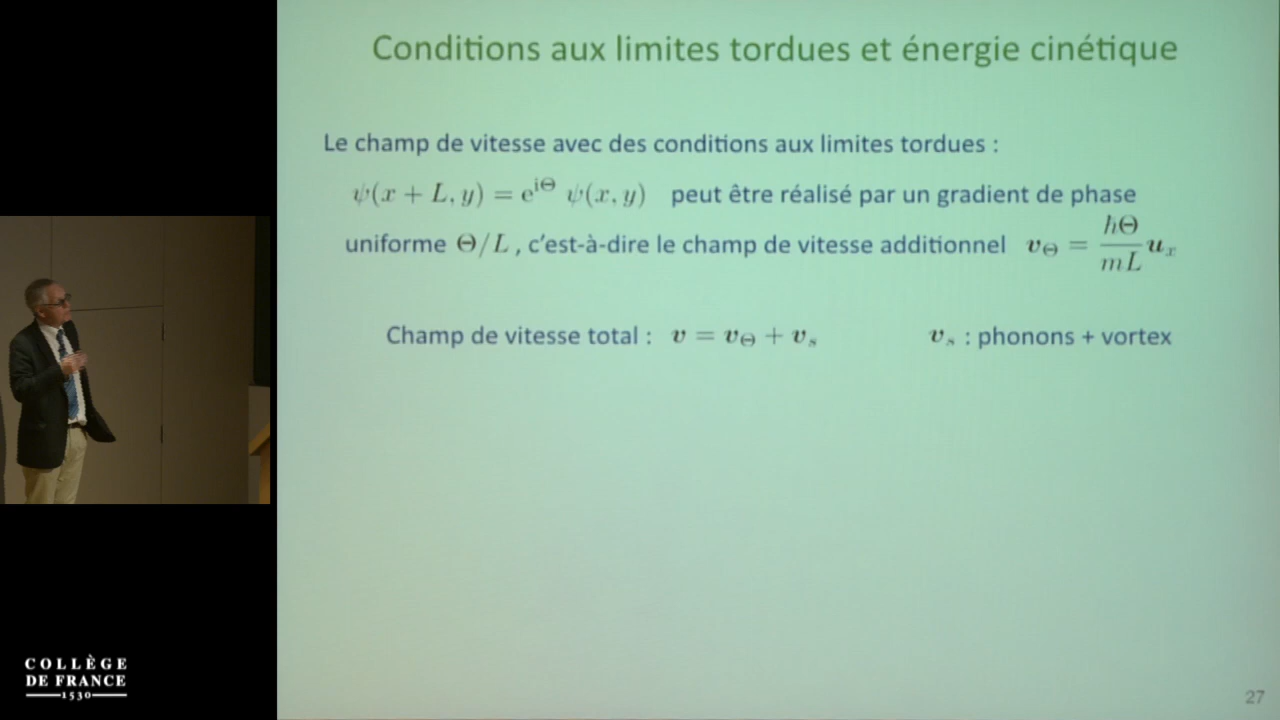 Conditions aux limites tordues et énergie cinétique
Le champ de vitesse avec des conditions aux limites tordues :
ψ(x + L, y) = e^{iΘ} ψ(x, y) peut être réalisé par un gradient de phase
uniforme Θ/L , c'est-à-dire le champ de vitesse additionnel v_Θ = ħΘ/mL u_x
Champ de vitesse total : v = v_Θ + v_s v_s : phonons + vortex
COLLÈGE
DE FRANCE
1530
27